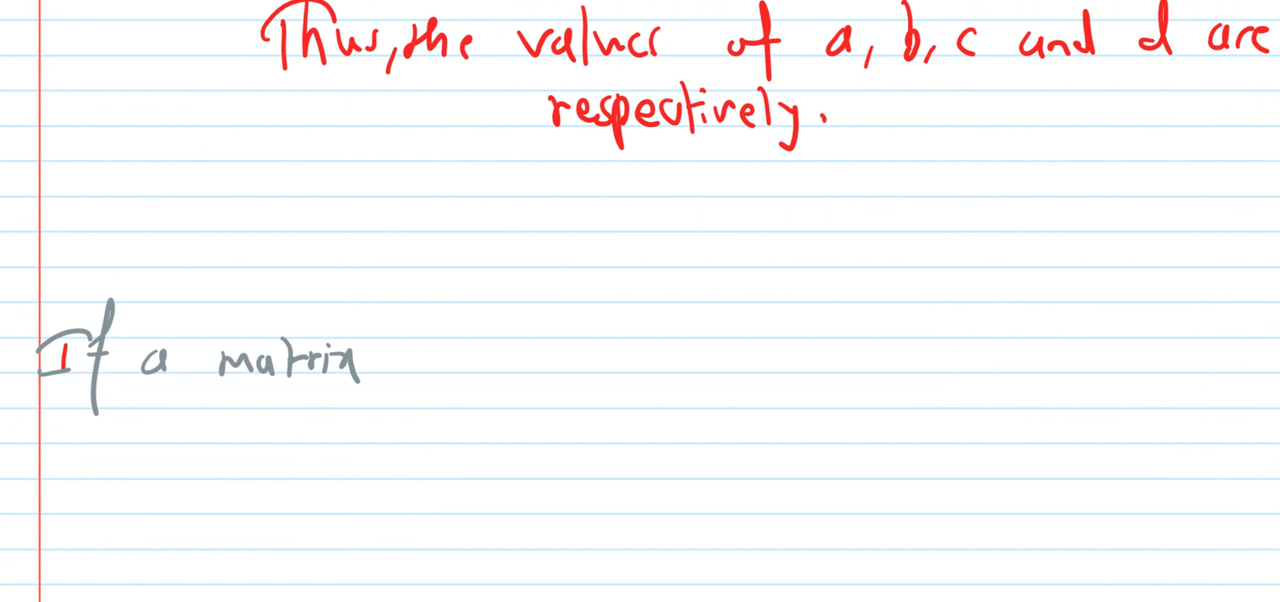 Thus, the values of a, b, c and d are
respectively.
If a matrix